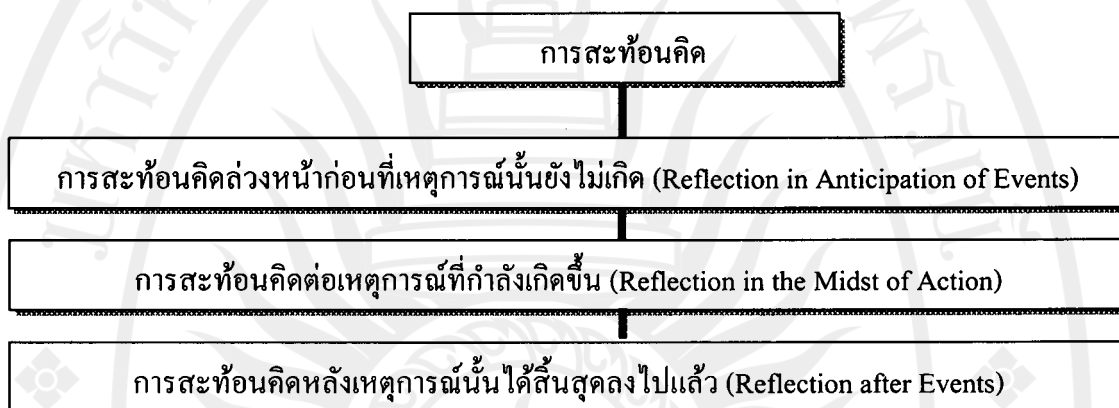 การสะท้อนคิด
การสะท้อนคิดล่วงหน้าก่อนที่เหตุการณ์นั้นยังไม่เกิด (Reflection in Anticipation of Events)
การสะท้อนคิดต่อเหตุการณ์ที่กำลังเกิดขึ้น (Reflection in the Midst of Action)
การสะท้อนคิดหลังเหตุการณ์นั้นได้สิ้นสุดลงไปแล้ว (Reflection after Events)